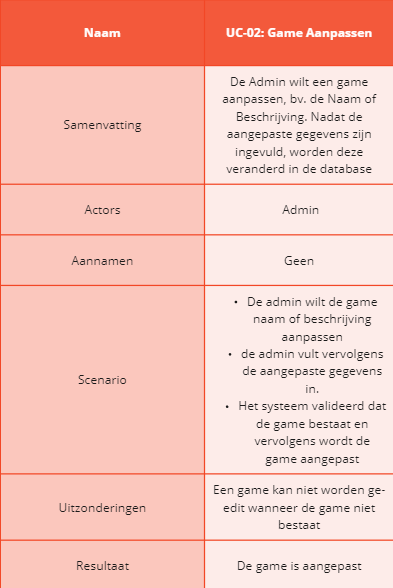 Naam
UC-02: Game Aanpassen
Samenvatting
De Admin wilt een game
aanpassen, bv. de Naam of
Beschrijving. Nadat de
aangepaste gegevens zijn
ingevuld, worden deze
veranderd in de database
Actors
Admin
Aannamen
Geen
Scenario
• De admin wilt de game
naam of beschrijving
aanpassen
• de admin vult vervolgens
de aangepaste gegevens
in.
• Het systeem valideerd dat
de game bestaat en
vervolgens wordt de
game aangepast
Uitzonderingen
Een game kan niet worden ge-
edit wanneer de game niet
bestaat
Resultaat
De game is aangepast